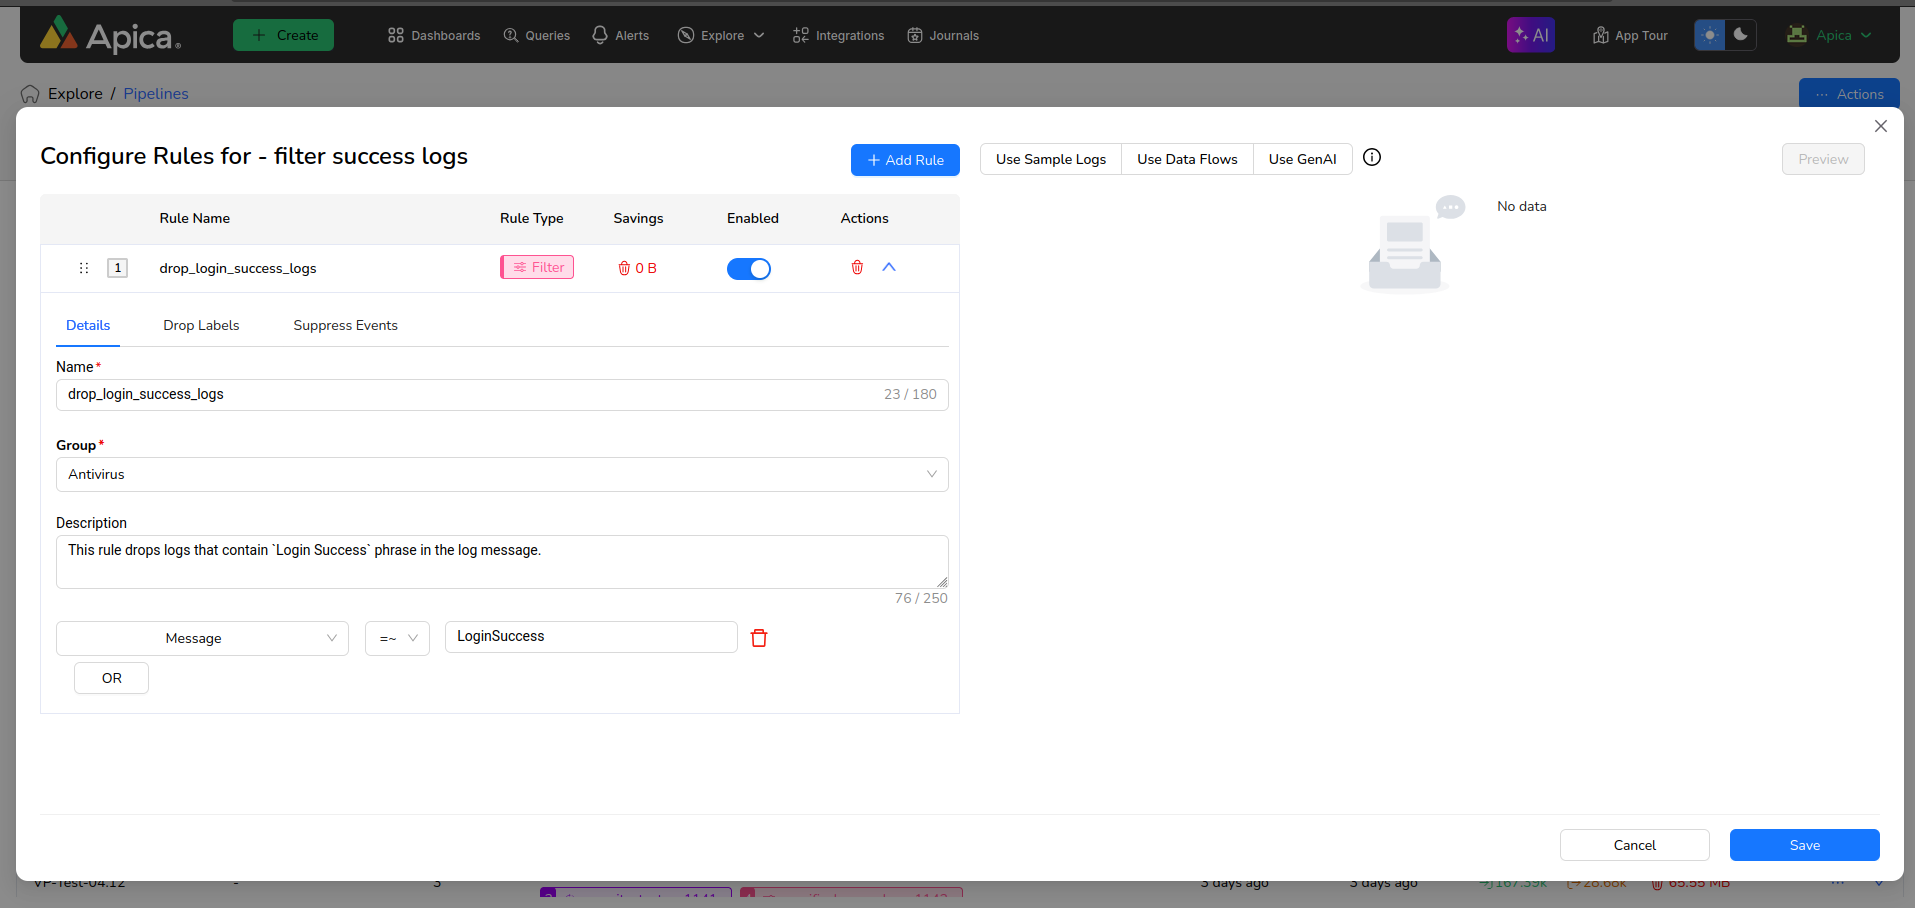 Apica®
+ Create
Dashboards
Queries
Alerts
Explore
Integrations
Journals
AI
App Tour
Apica
Explore / Pipelines
··· Actions
Configure Rules for - filter success logs
+ Add Rule
Use Sample Logs
Use Data Flows
Use GenAI
Preview
Rule Name
Rule Type
Savings
Enabled
Actions
No data
1
drop_login_success_logs
Filter
0 B
Details
Drop Labels
Suppress Events
Name*
drop_login_success_logs
23 / 180
Group*
Antivirus
Description
This rule drops logs that contain `Login Success` phrase in the log message.
76 / 250
Message
=~
LoginSuccess
OR
Cancel
Save
VP-Test-04.12
-
3
3 days ago
3 days ago
167.39k
28.68k
65.55 MB